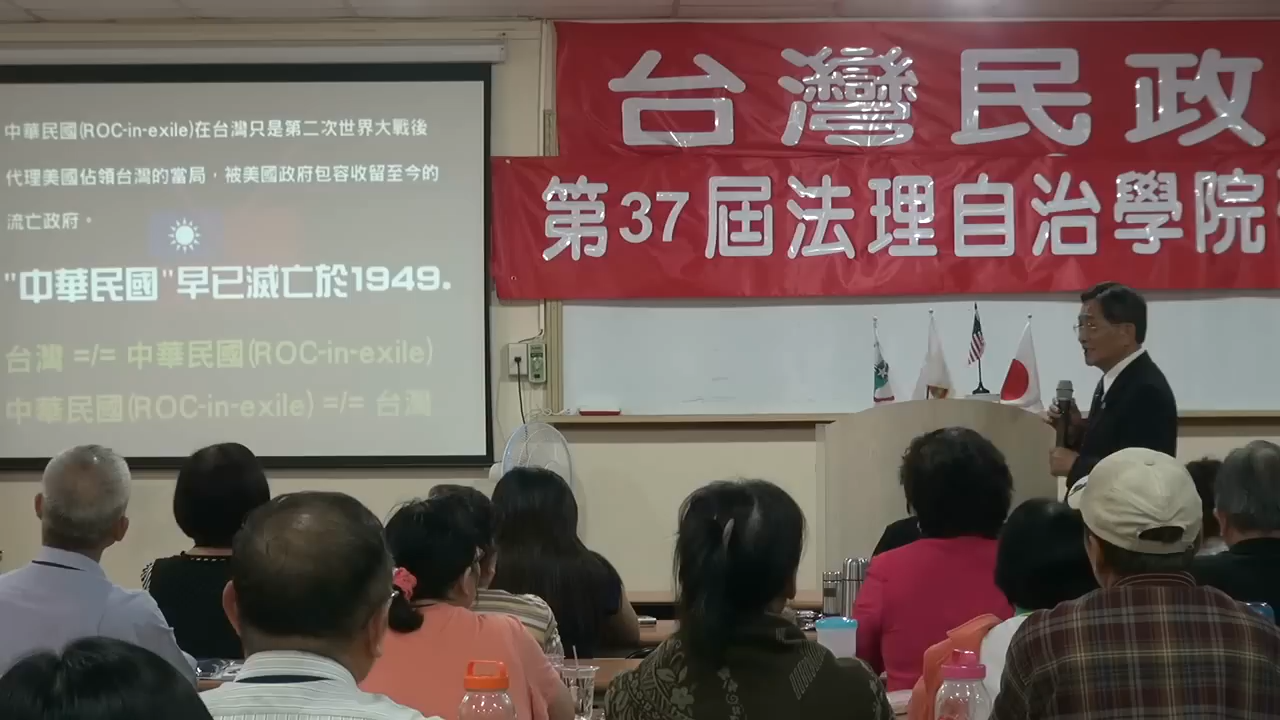 中華民國(ROC-in-exile)在台灣只是第二次世界大戰後
代理美國佔領台灣的當局，被美國政府包容收留至今的
流亡政府。
"中華民國"早已滅亡於1949.
台灣 =/= 中華民國(ROC-in-exile)
中華民國(ROC-in-exile) =/= 台灣
台灣民政
第37屆法理自治學院